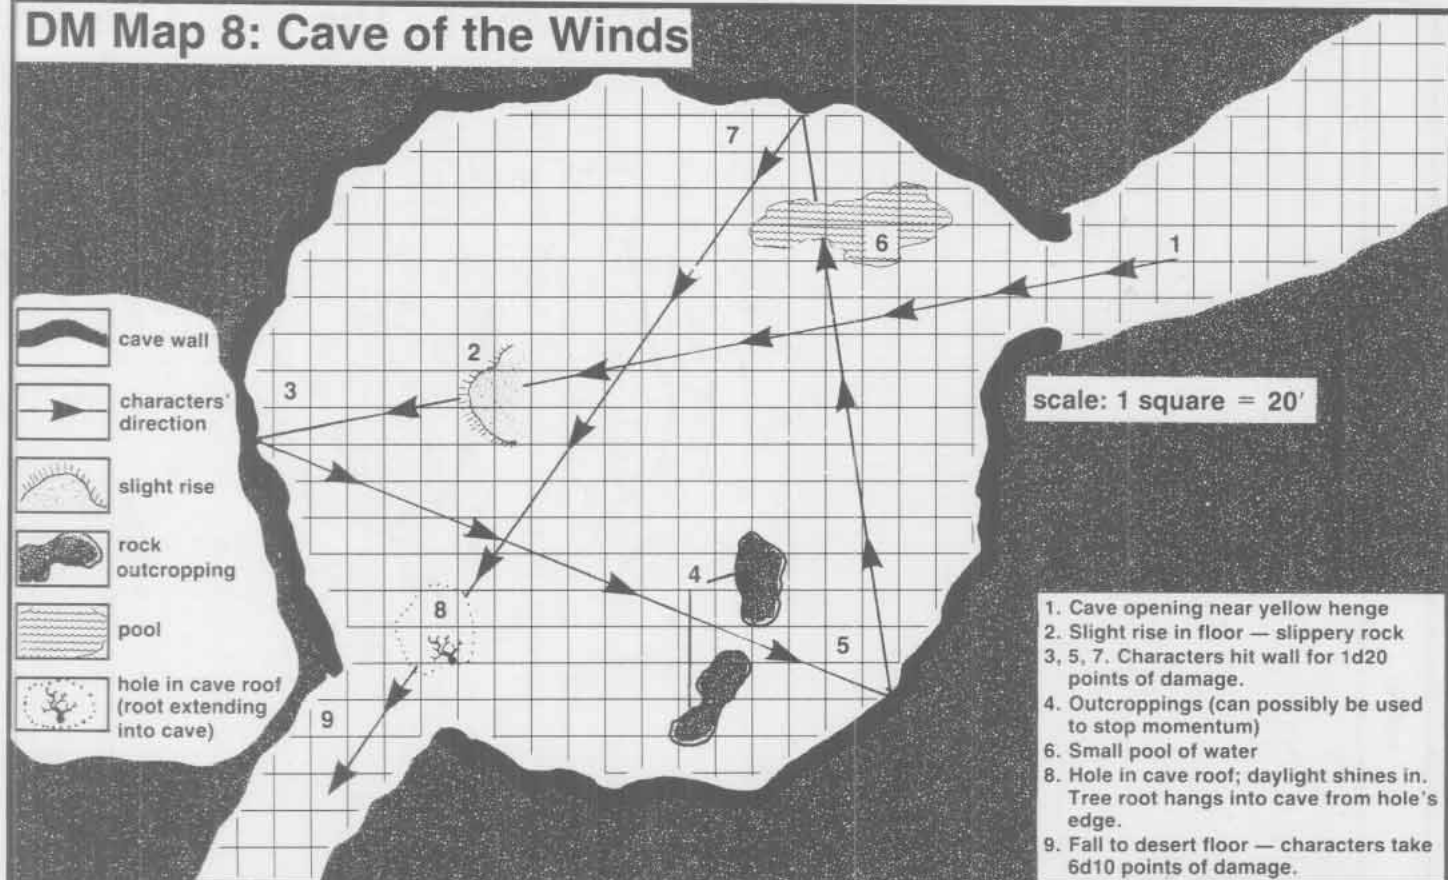 DM Map 8: Cave of the Winds
7
6
1
2
3
4
5
8
9
cave wall
characters'
direction
slight rise
rock
outcropping
pool
hole in cave roof
(root extending
into cave)
scale: 1 square = 20'
1. Cave opening near yellow henge
2. Slight rise in floor — slippery rock
3, 5, 7. Characters hit wall for 1d20
points of damage.
4. Outcroppings (can possibly be used
to stop momentum)
6. Small pool of water
8. Hole in cave roof; daylight shines in.
Tree root hangs into cave from hole's
edge.
9. Fall to desert floor — characters take
6d10 points of damage.